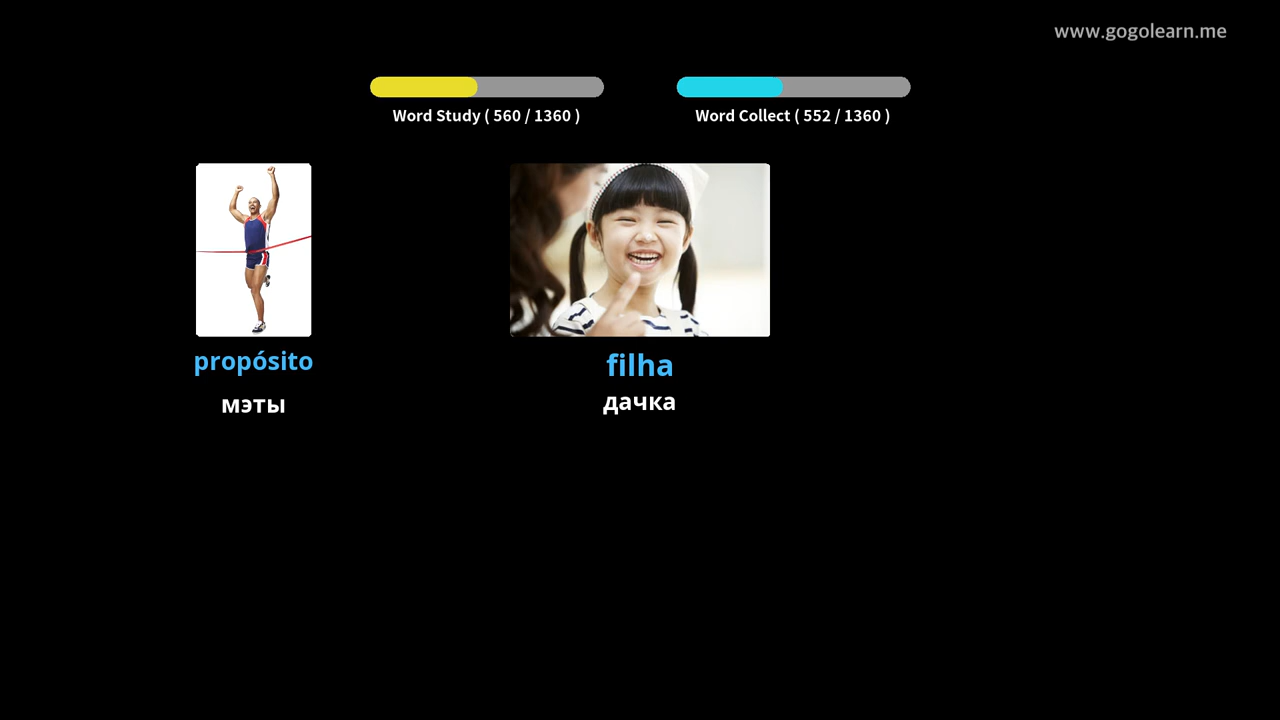 www.gogolearn.me
Word Study ( 560 / 1360 )
Word Collect ( 552 / 1360 )
propósito
мэты
filha
дачка